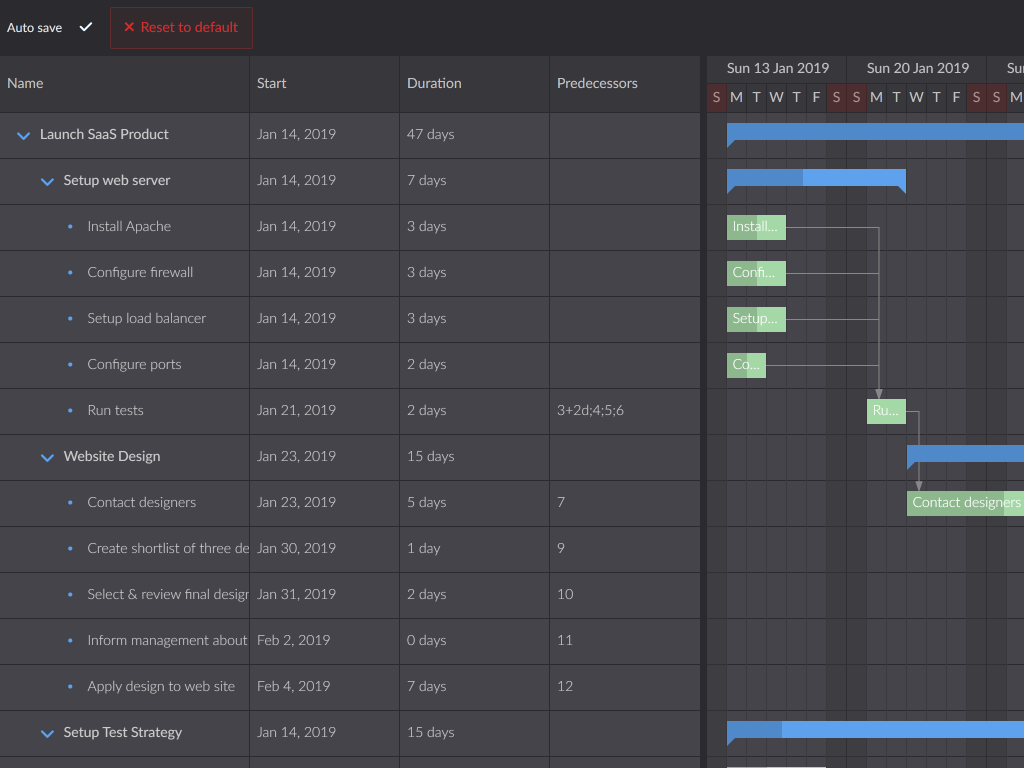 Auto save
Reset to default
Name Start Duration Predecessors
Sun 13 Jan 2019 Sun 20 Jan 2019
S M T W T F S S M T W T F S S M
Launch SaaS Product Jan 14, 2019 47 days
Setup web server Jan 14, 2019 7 days
Install Apache Jan 14, 2019 3 days Install...
Configure firewall Jan 14, 2019 3 days Confi...
Setup load balancer Jan 14, 2019 3 days Setup...
Configure ports Jan 14, 2019 2 days Co...
Run tests Jan 21, 2019 2 days 3+2d;4;5;6 Ru...
Website Design Jan 23, 2019 15 days
Contact designers Jan 23, 2019 5 days 7 Contact designers
Create shortlist of three de Jan 30, 2019 1 day 9
Select & review final design Jan 31, 2019 2 days 10
Inform management about Feb 2, 2019 0 days 11
Apply design to web site Feb 4, 2019 7 days 12
Setup Test Strategy Jan 14, 2019 15 days